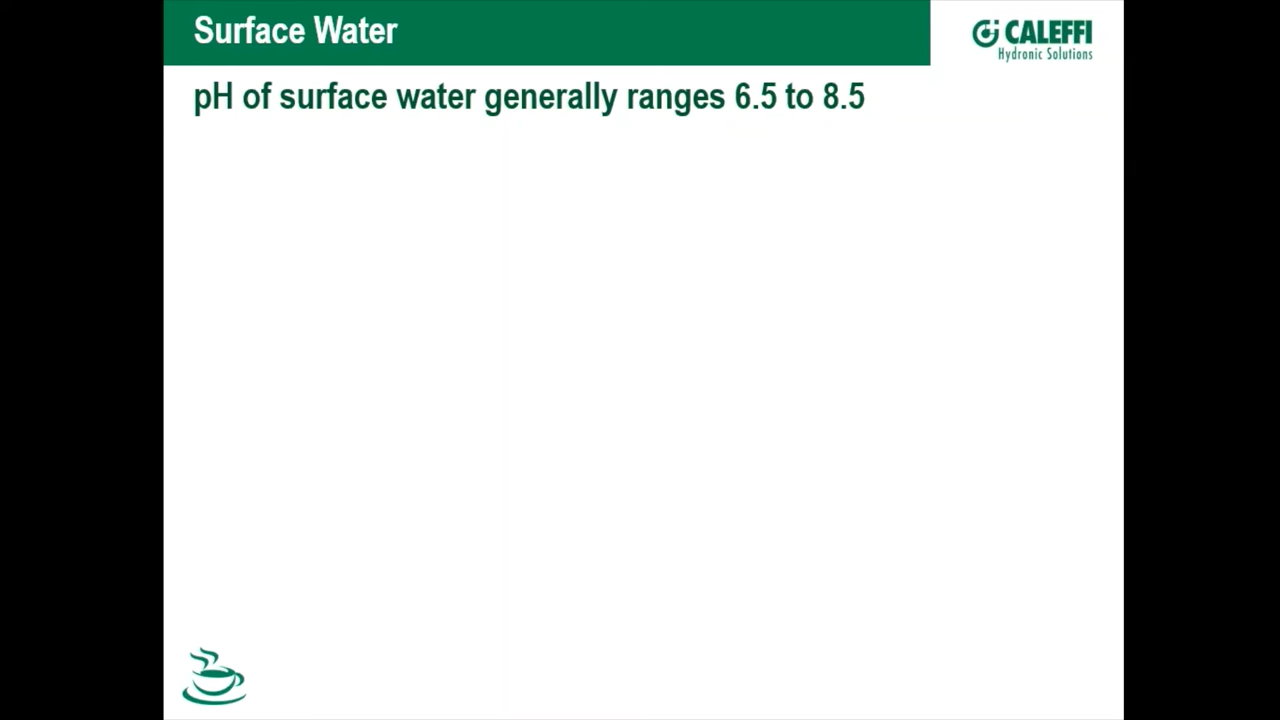 Surface Water
CALEFFI
Hydronic Solutions
pH of surface water generally ranges 6.5 to 8.5